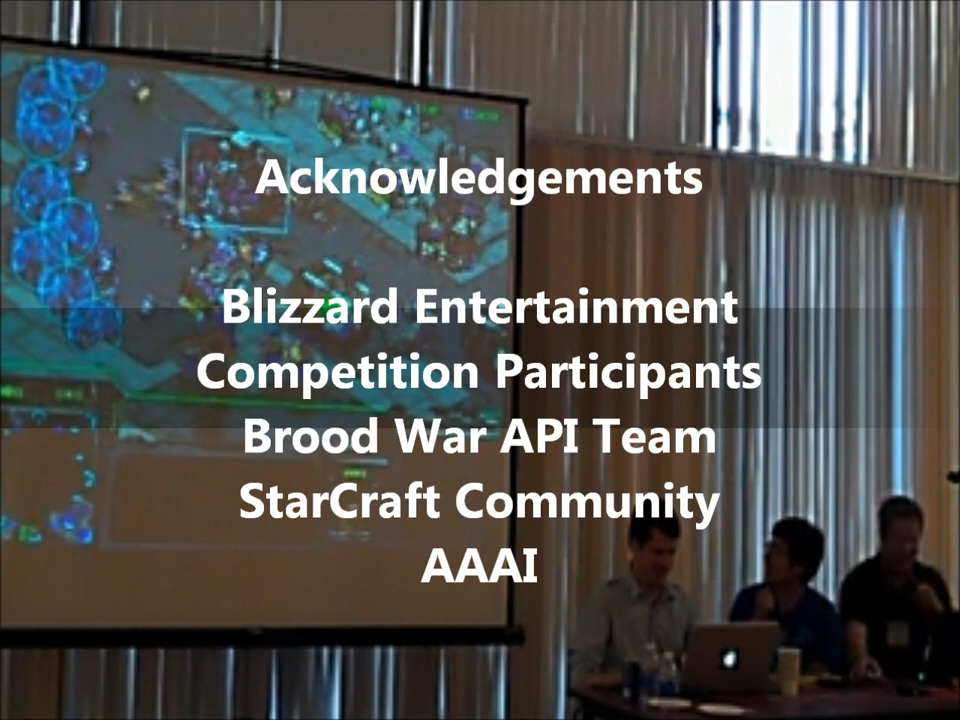 Acknowledgements
Blizzard Entertainment
Competition Participants
Brood War API Team
StarCraft Community
AAAI